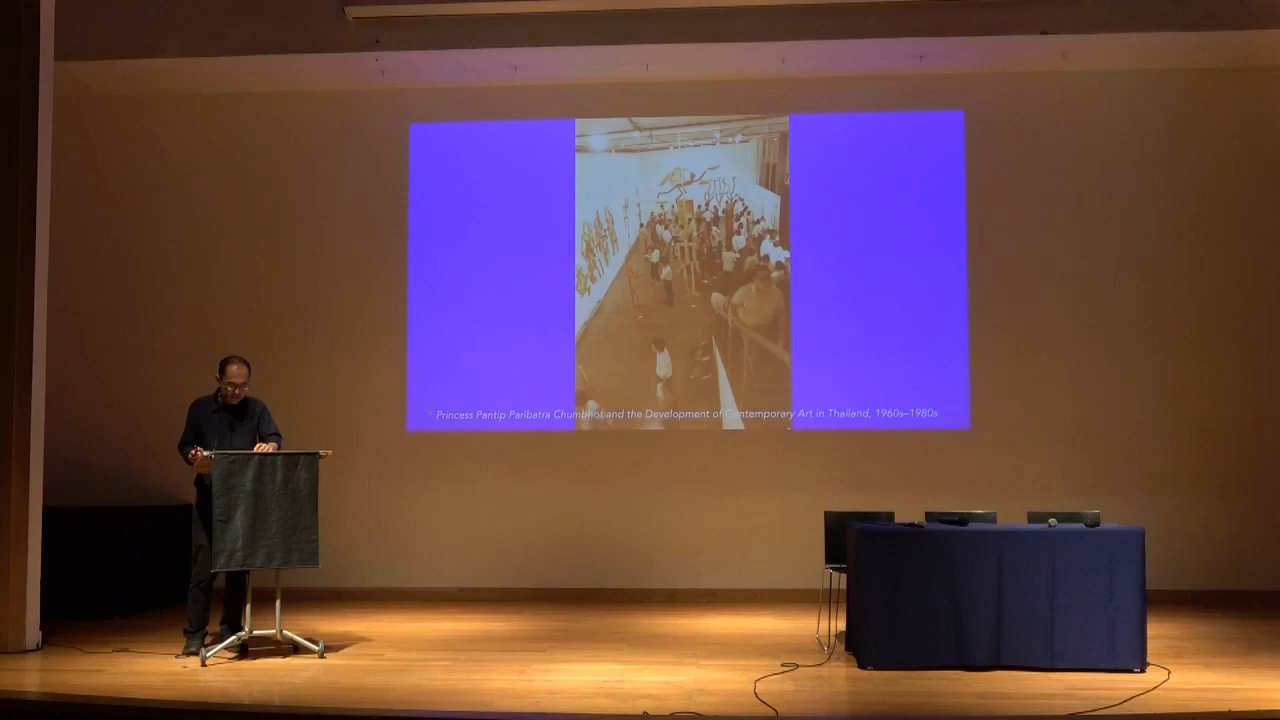 Princess Pantip Paribatra Chumbhot and the Development of Contemporary Art in Thailand, 1960s–1980s